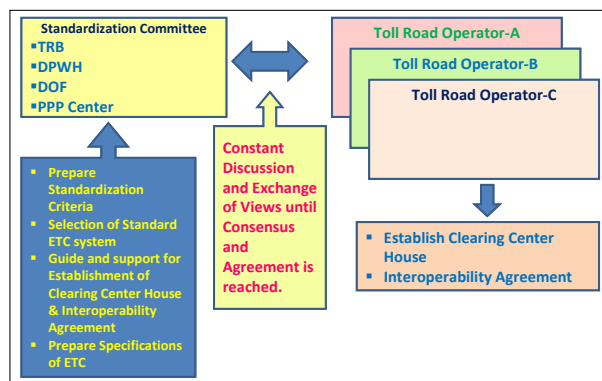 Standardization Committee
▪TRB
▪DPWH
▪DOF
▪PPP Center
Toll Road Operator-A
Toll Road Operator-B
Toll Road Operator-C
▪ Prepare
Standardization
Criteria
▪ Selection of Standard
ETC system
▪ Guide and support for
Establishment of
Clearing Center House
& Interoperability
Agreement
▪ Prepare Specifications
of ETC
Constant
Discussion
and Exchange
of Views until
Consensus
and
Agreement is
reached.
▪ Establish Clearing Center
House
▪ Interoperability Agreement